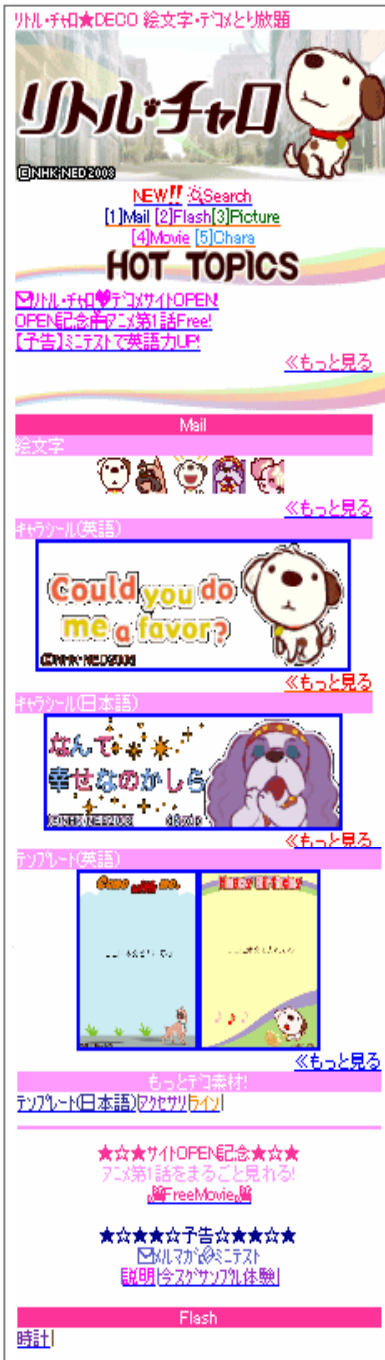 ﾘﾄﾙ･ﾁｬﾛ★DECO 絵文字･ﾃﾞｺﾒとり放題
リトル・チャロ
©NHK･NED2008
NEW!! Search
[1]Mail [2]Flash[3]Picture
[4]Movie [5]Chara
HOT TOPICS
ﾘﾄﾙ･ﾁｬﾛ♥ﾃﾞｺﾒｻｲﾄOPEN!
OPEN記念ｱﾆﾒ第1話Free!
【予告】ﾐﾆﾃｽﾄで英語力UP!
≪もっと見る
Mail
絵文字
≪もっと見る
ｷｬﾗｼｰﾙ(英語)
Could you do
me a favor?
©NHK･NED2008
≪もっと見る
ｷｬﾗｼｰﾙ(日本語)
なんて
幸せなのかしら
©NHK･NED2008
≪もっと見る
ﾃﾝﾌﾟﾚｰﾄ(英語)
Come with me.
Happy Birthday
≪もっと見る
もっとﾃﾞｺ素材!
ﾃﾝﾌﾟﾚｰﾄ(日本語)|ｱｸｾｻﾘ|ﾗｲﾝ|
★☆★ｻｲﾄOPEN記念★☆★
ｱﾆﾒ第1話をまるごと見れる!
FreeMovie
★☆★★☆予告☆★★☆★
ﾒﾙﾏｶﾞ@ﾐﾆﾃｽﾄ
説明|今ｽｸﾞｻﾝﾌﾟﾙ体験|
Flash
時計|